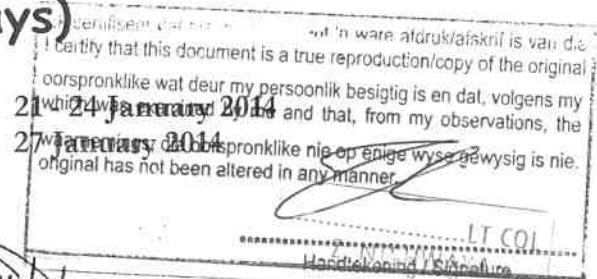 ys)
'n ware afdruk/afskrif is van die
I certify that this document is a true reproduction/copy of the original
oorspronklike wat deur my persoonlik besigtig is en dat, volgens my
21 - 24 January 2014
which was examined by me and that, from my observations, the
27 January 2014
oorspronklike nie op enige wyse gewysig is nie.
original has not been altered in any manner.
LT COL
Handtekening / Signature